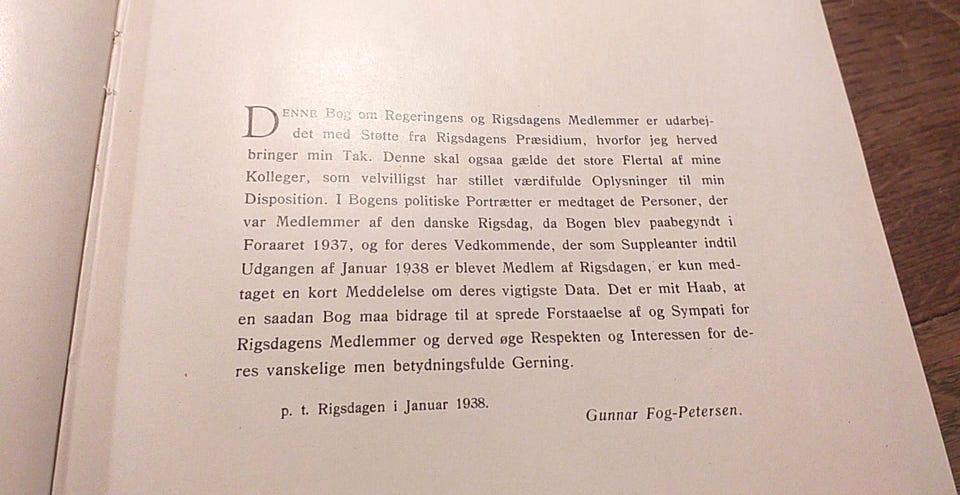 DENNE Bog om Regeringens og Rigsdagens Medlemmer er udarbej-
det med Støtte fra Rigsdagens Præsidium, hvorfor jeg herved
bringer min Tak. Denne skal ogsaa gælde det store Flertal af mine
Kolleger, som velvilligst har stillet værdifulde Oplysninger til min
Disposition. I Bogens politiske Portrætter er medtaget de Personer, der
var Medlemmer af den danske Rigsdag, da Bogen blev paabegyndt i
Foraaret 1937, og for deres Vedkommende, der som Suppleanter indtil
Udgangen af Januar 1938 er blevet Medlem af Rigsdagen, er kun med-
taget en kort Meddelelse om deres vigtigste Data. Det er mit Haab, at
en saadan Bog maa bidrage til at sprede Forstaaelse af og Sympati for
Rigsdagens Medlemmer og derved øge Respekten og Interessen for de-
res vanskelige men betydningsfulde Gerning.
p. t. Rigsdagen i Januar 1938.
Gunnar Fog-Petersen.